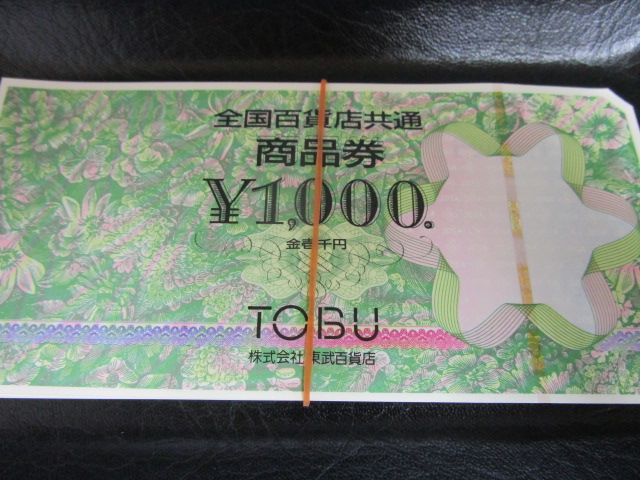 全国百貨店共通
商品券
¥1,000.
金壱千円
TOBU
株式会社 東武百貨店